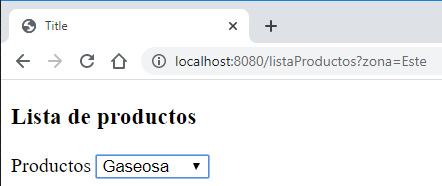 Title
localhost:8080/listaProductos?zona=Este
Lista de productos
Productos Gaseosa